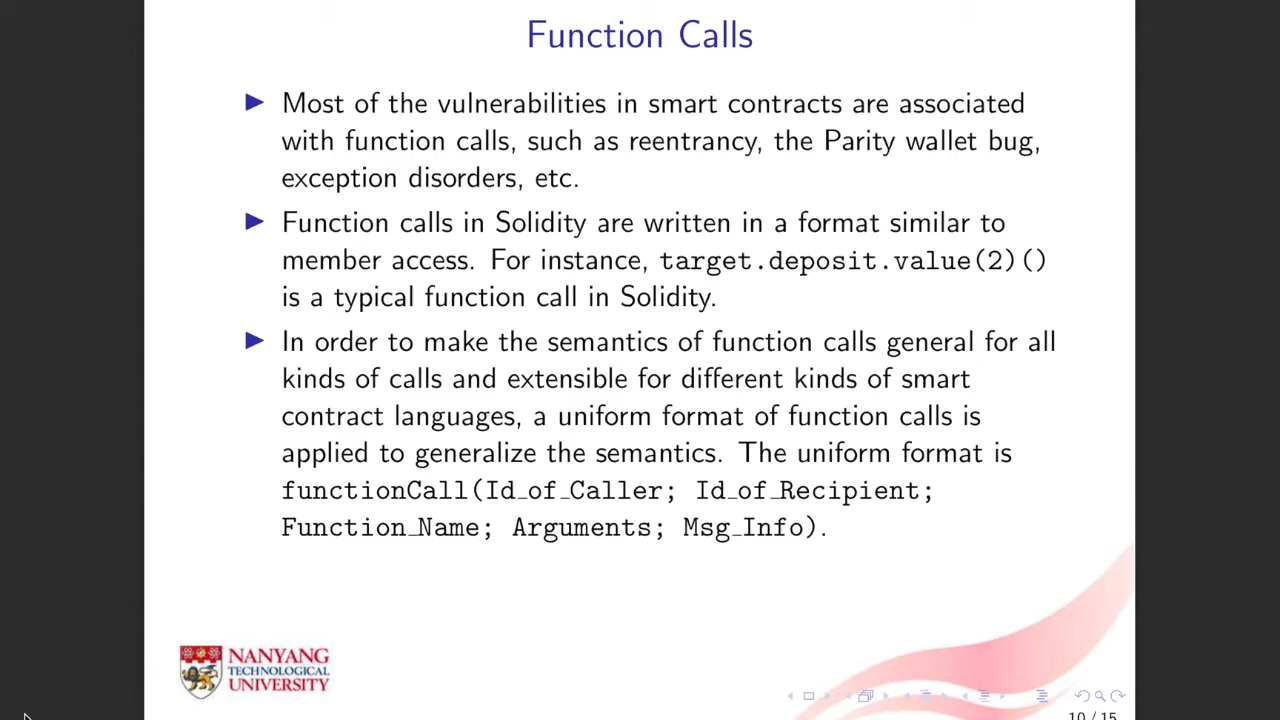 Function Calls
Most of the vulnerabilities in smart contracts are associated
with function calls, such as reentrancy, the Parity wallet bug,
exception disorders, etc.
Function calls in Solidity are written in a format similar to
member access. For instance, target.deposit.value(2)()
is a typical function call in Solidity.
In order to make the semantics of function calls general for all
kinds of calls and extensible for different kinds of smart
contract languages, a uniform format of function calls is
applied to generalize the semantics. The uniform format is
functionCall(Id_of_Caller; Id_of_Recipient;
Function_Name; Arguments; Msg_Info).
NANYANG
TECHNOLOGICAL
UNIVERSITY
10 / 15